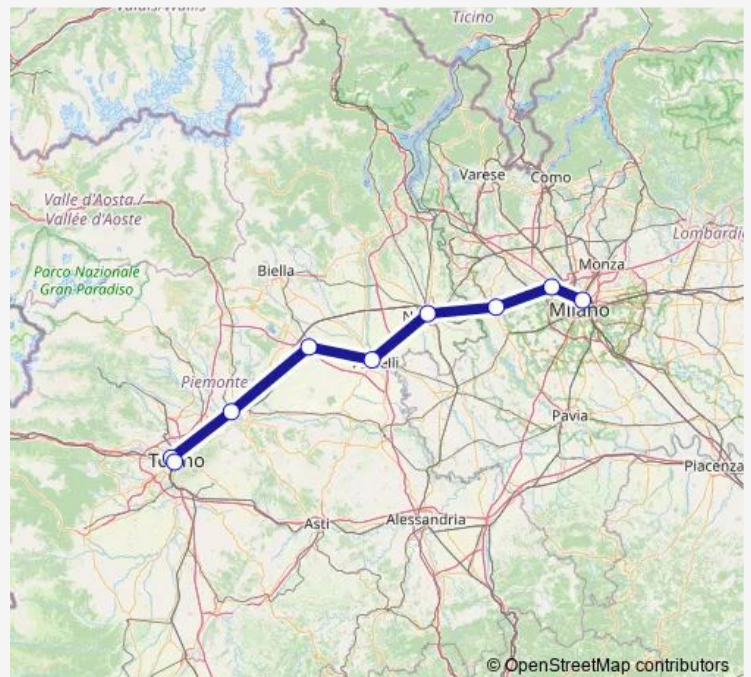 Ticino
Varese
Como
Valle d'Aosta /
Vallée d'Aoste
Lombardia
Parco Nazionale
Gran Paradiso
Biella
Monza
Milano
Piemonte
Pavia
Piacenza
Asti
Alessandria
© OpenStreetMap contributors